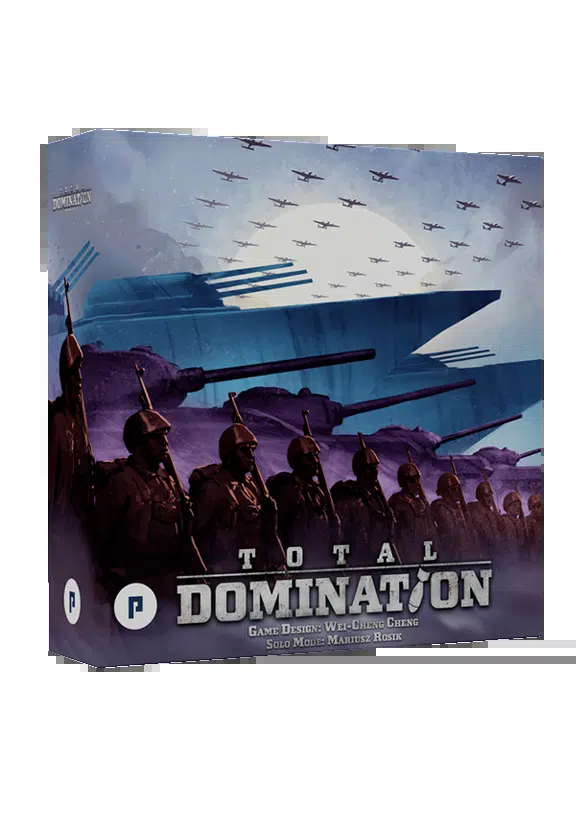 TOTAL
DOMINATION
TOTAL
DOMINATION
GAME DESIGN: WEI-CHENG CHENG
SOLO MODE: MARIUSZ ROSIK
P
P